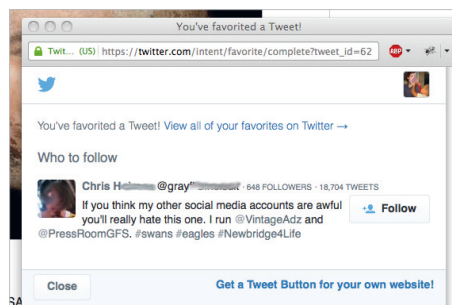 You've favorited a Tweet!
Twit... (US) https://twitter.com/intent/favorite/complete?tweet_id=62
ABP
You've favorited a Tweet! View all of your favorites on Twitter →
Who to follow
Chris @gray 648 FOLLOWERS · 18,704 TWEETS
If you think my other social media accounts are awful
you'll really hate this one. I run @VintageAdz and
@PressRoomGFS. #swans #eagles #Newbridge4Life
Follow
Close
Get a Tweet Button for your own website!
SA